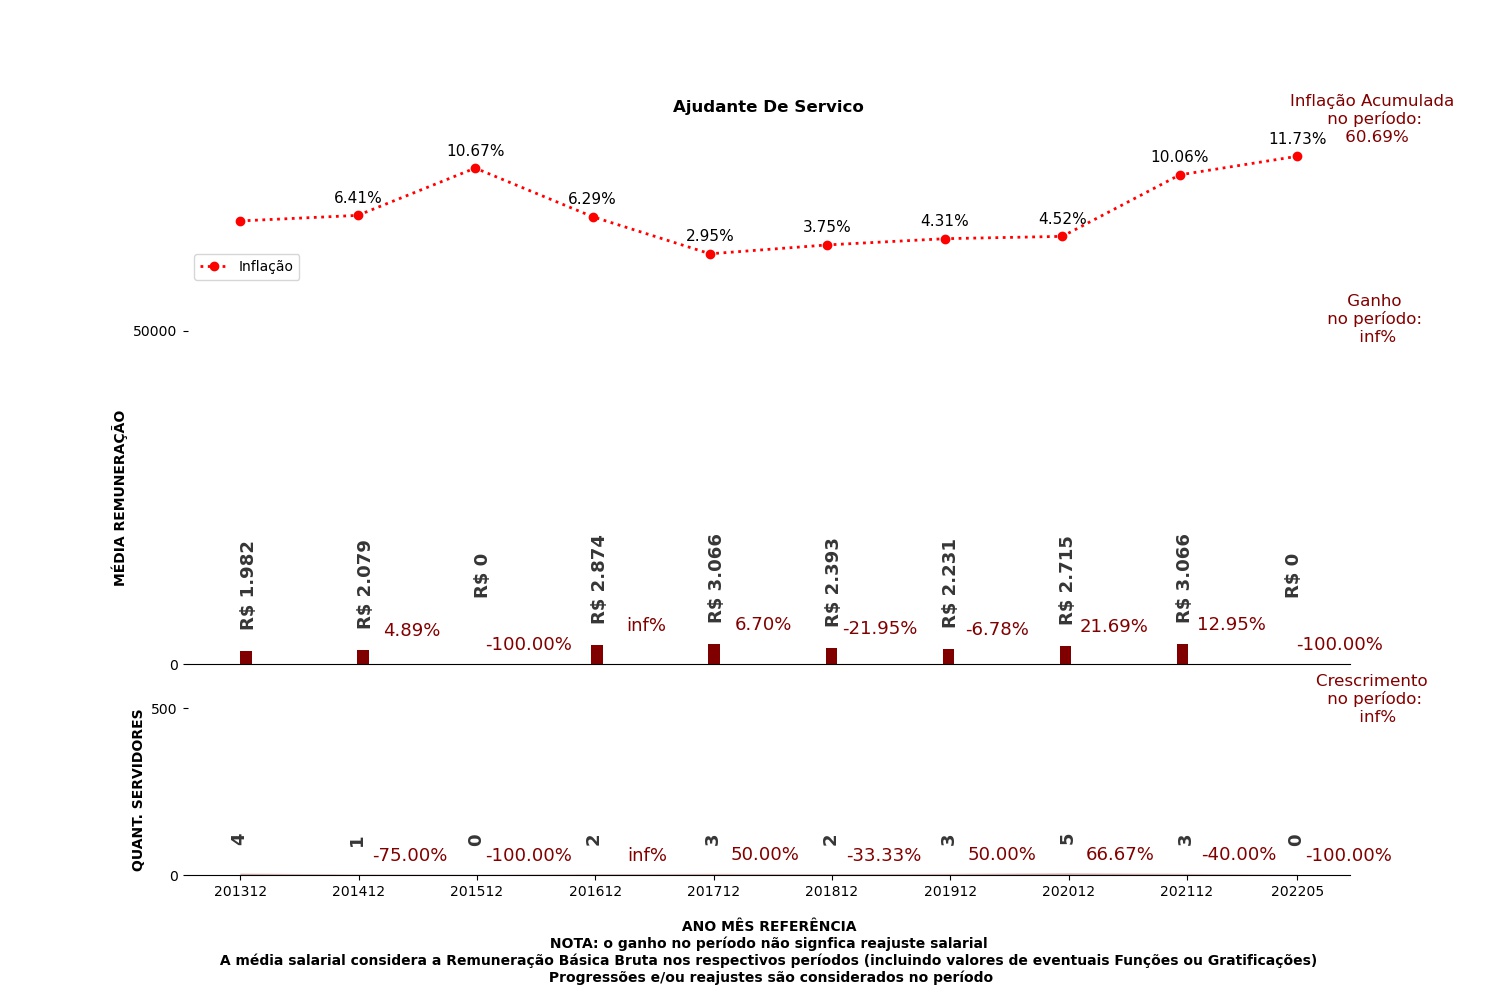 Ajudante De Servico
Inflação Acumulada
no período:
60.69%
6.41%
10.67%
6.29%
2.95%
3.75%
4.31%
4.52%
10.06%
11.73%
Inflação
Ganho
no período:
inf%
50000
0
MÉDIA REMUNERAÇÃO
R$ 1.982
R$ 2.079
R$ 0
R$ 2.874
R$ 3.066
R$ 2.393
R$ 2.231
R$ 2.715
R$ 3.066
R$ 0
4.89%
-100.00%
inf%
6.70%
-21.95%
-6.78%
21.69%
12.95%
-100.00%
Crescrimento
no período:
inf%
500
0
QUANT. SERVIDORES
4
1
0
2
3
2
3
5
3
0
-75.00%
-100.00%
inf%
50.00%
-33.33%
50.00%
66.67%
-40.00%
-100.00%
201312
201412
201512
201612
201712
201812
201912
202012
202112
202205
ANO MÊS REFERÊNCIA
NOTA: o ganho no período não signfica reajuste salarial
A média salarial considera a Remuneração Básica Bruta nos respectivos períodos (incluindo valores de eventuais Funções ou Gratificações)
Progressões e/ou reajustes são considerados no período